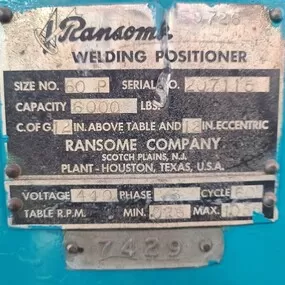 Ransome
WELDING POSITIONER
SIZE NO. 60 P SERIAL NO. 207116
CAPACITY 6000 LBS.
C. OF G. 12 IN. ABOVE TABLE AND 12 IN. ECCENTRIC
RANSOME COMPANY
SCOTCH PLAINS, N.J.
PLANT - HOUSTON, TEXAS, U.S.A.
VOLTAGE 440 PHASE CYCLE
TABLE R.P.M. MIN. MAX.
7429